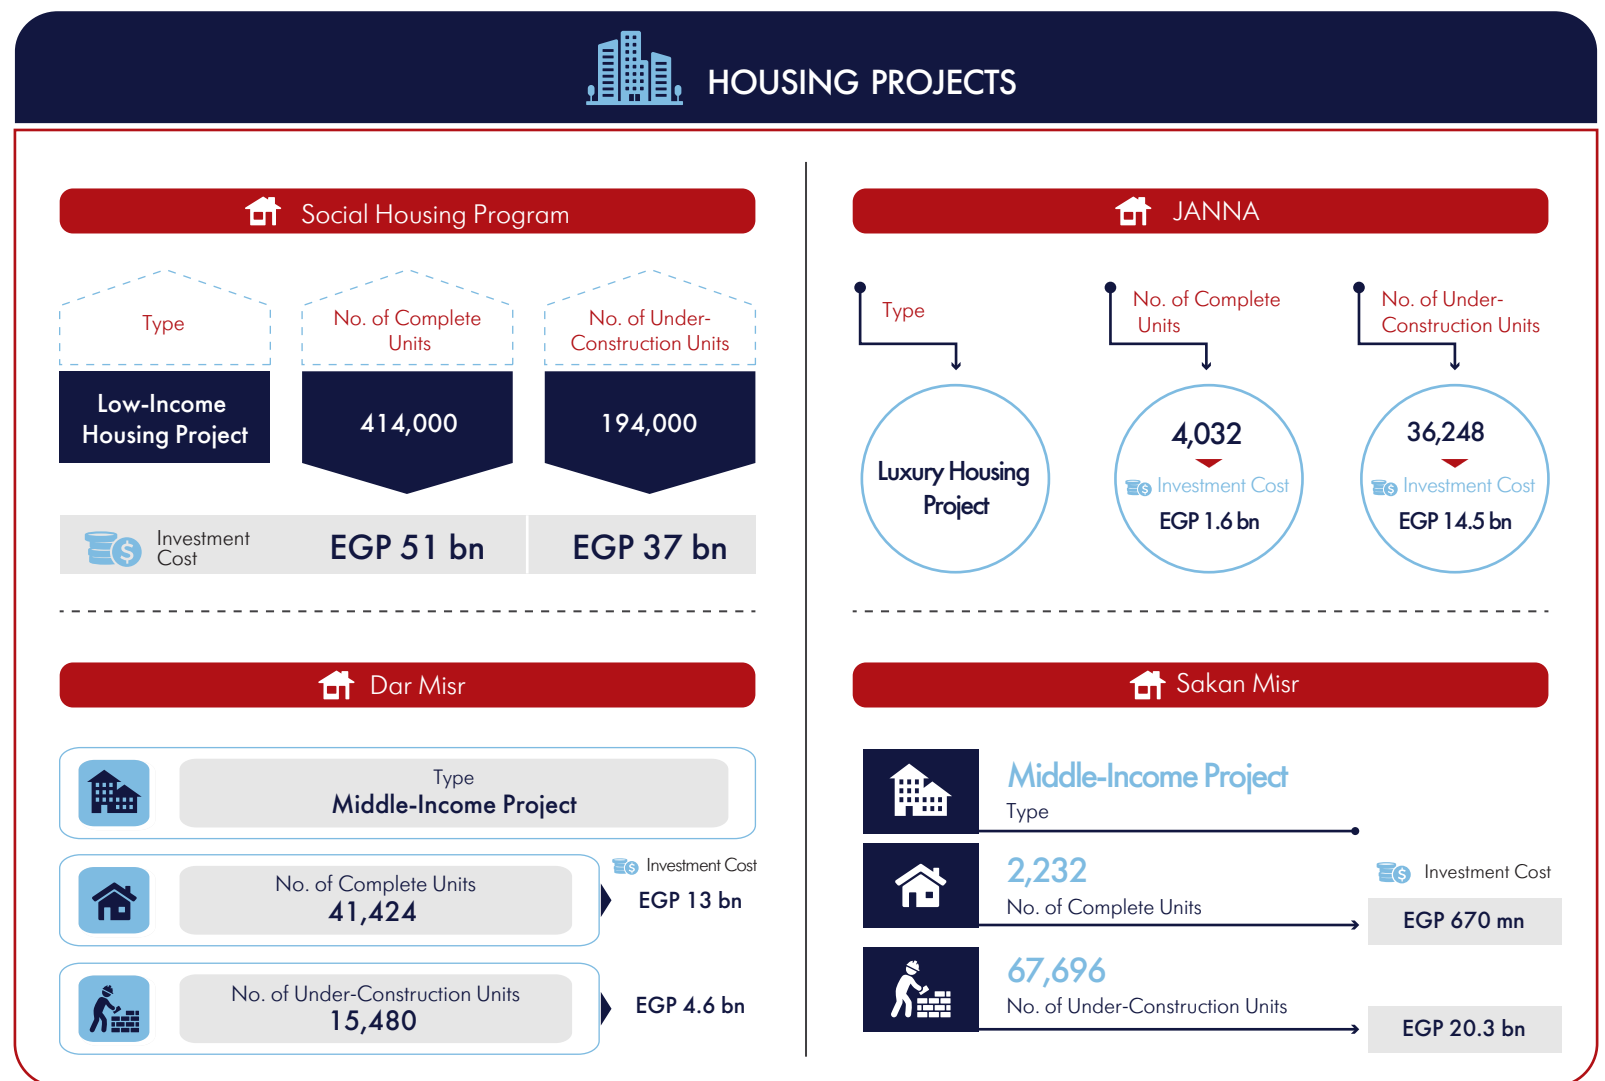 HOUSING PROJECTS
Social Housing Program
Type
No. of Complete
Units
No. of Under-
Construction Units
Low-Income
Housing Project
414,000
194,000
Investment
Cost
EGP 51 bn
EGP 37 bn
JANNA
Type
No. of Complete
Units
No. of Under-
Construction Units
Luxury Housing
Project
4,032
Investment Cost
EGP 1.6 bn
36,248
Investment Cost
EGP 14.5 bn
Dar Misr
Type
Middle-Income Project
No. of Complete Units
41,424
Investment Cost
EGP 13 bn
No. of Under-Construction Units
15,480
EGP 4.6 bn
Sakan Misr
Middle-Income Project
Type
2,232
No. of Complete Units
Investment Cost
EGP 670 mn
67,696
No. of Under-Construction Units
EGP 20.3 bn